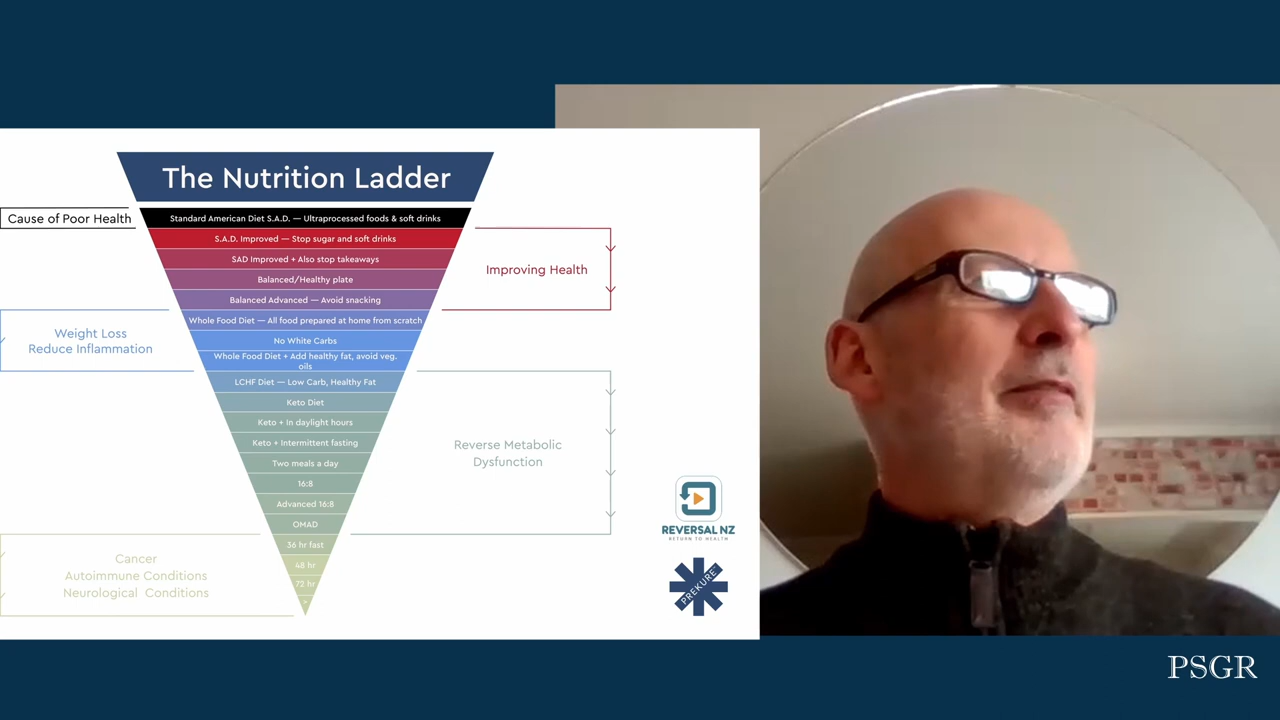 The Nutrition Ladder
Cause of Poor Health
Standard American Diet S.A.D. — Ultraprocessed foods & soft drinks
S.A.D. Improved — Stop sugar and soft drinks
SAD Improved + Also stop takeaways
Improving Health
Balanced/Healthy plate
Balanced Advanced — Avoid snacking
Whole Food Diet — All food prepared at home from scratch
Weight Loss
Reduce Inflammation
No White Carbs
Whole Food Diet + Add healthy fat, avoid veg.
oils
LCHF Diet — Low Carb, Healthy Fat
Keto Diet
Keto + In daylight hours
Keto + Intermittent fasting
Reverse Metabolic
Dysfunction
Two meals a day
16:8
Advanced 16:8
OMAD
36 hr fast
48 hr
72 hr
Cancer
Autoimmune Conditions
Neurological Conditions
REVERSAL NZ
RETURN TO HEALTH
PREKURE
PSGR